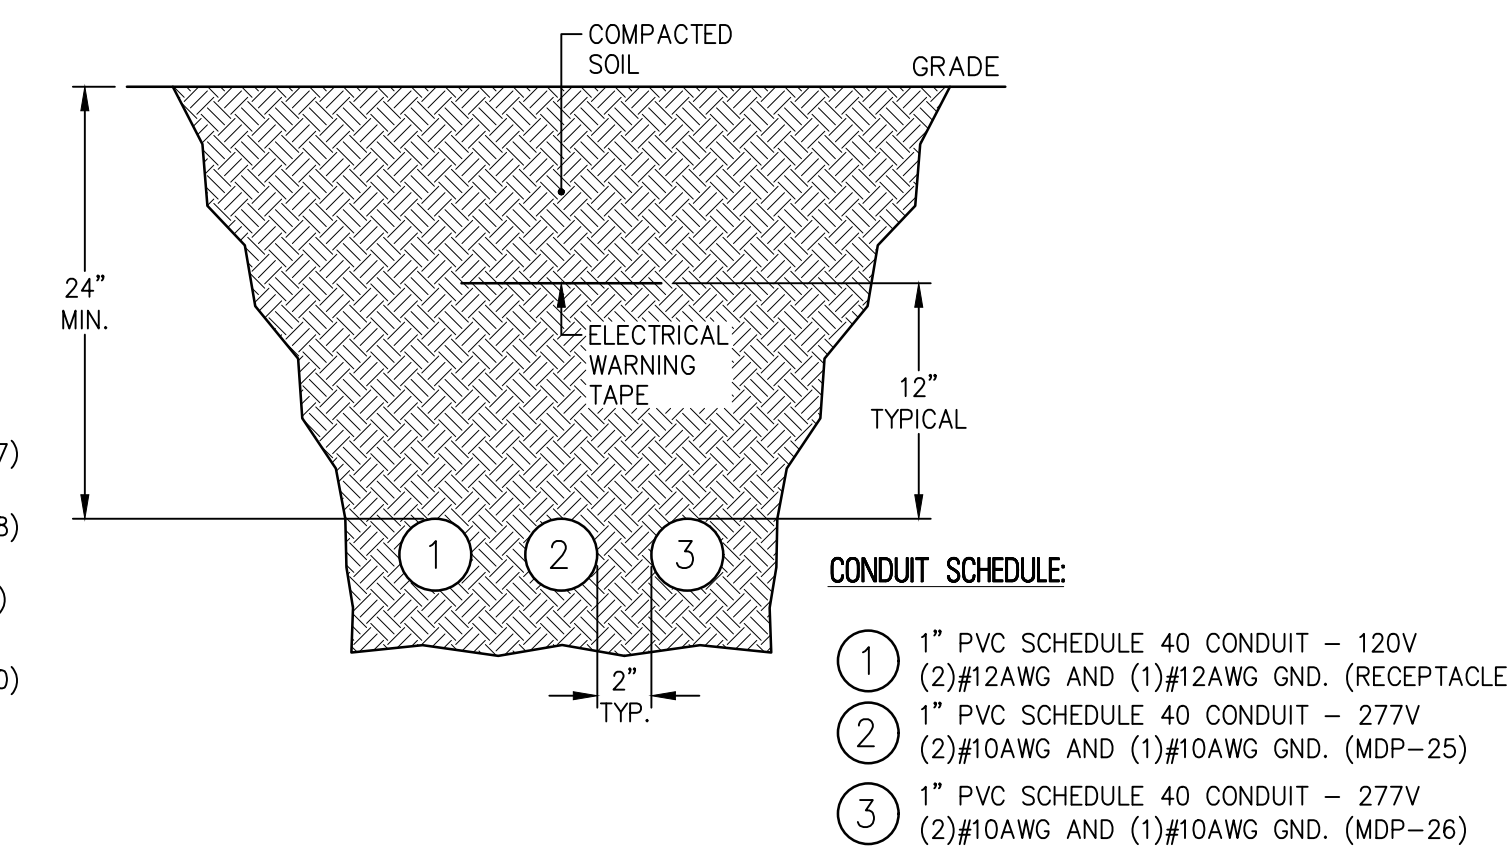 COMPACTED
SOIL
GRADE
24"
MIN.
ELECTRICAL
WARNING
TAPE
12"
TYPICAL
7)
8)
)
0)
1
2
3
2"
TYP.
CONDUIT SCHEDULE:
1 1" PVC SCHEDULE 40 CONDUIT – 120V
(2)#12AWG AND (1)#12AWG GND. (RECEPTACLE
2 1" PVC SCHEDULE 40 CONDUIT – 277V
(2)#10AWG AND (1)#10AWG GND. (MDP–25)
3 1" PVC SCHEDULE 40 CONDUIT – 277V
(2)#10AWG AND (1)#10AWG GND. (MDP–26)